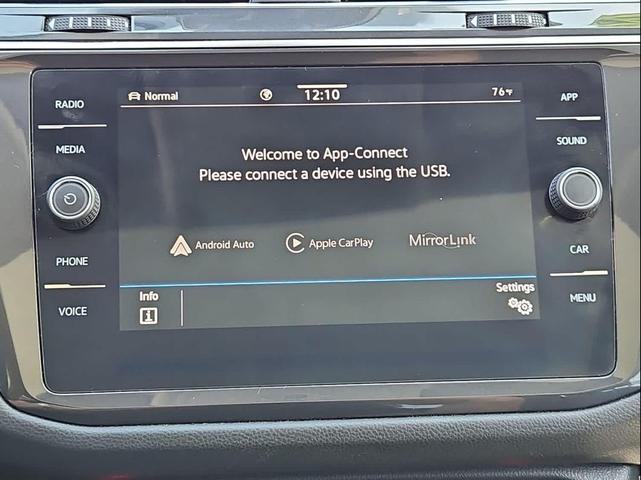 RADIO
MEDIA
PHONE
VOICE
Normal
12:10
76°F
Welcome to App-Connect
Please connect a device using the USB.
Android Auto
Apple CarPlay
MirrorLink
Info
i
Settings
APP
SOUND
CAR
MENU